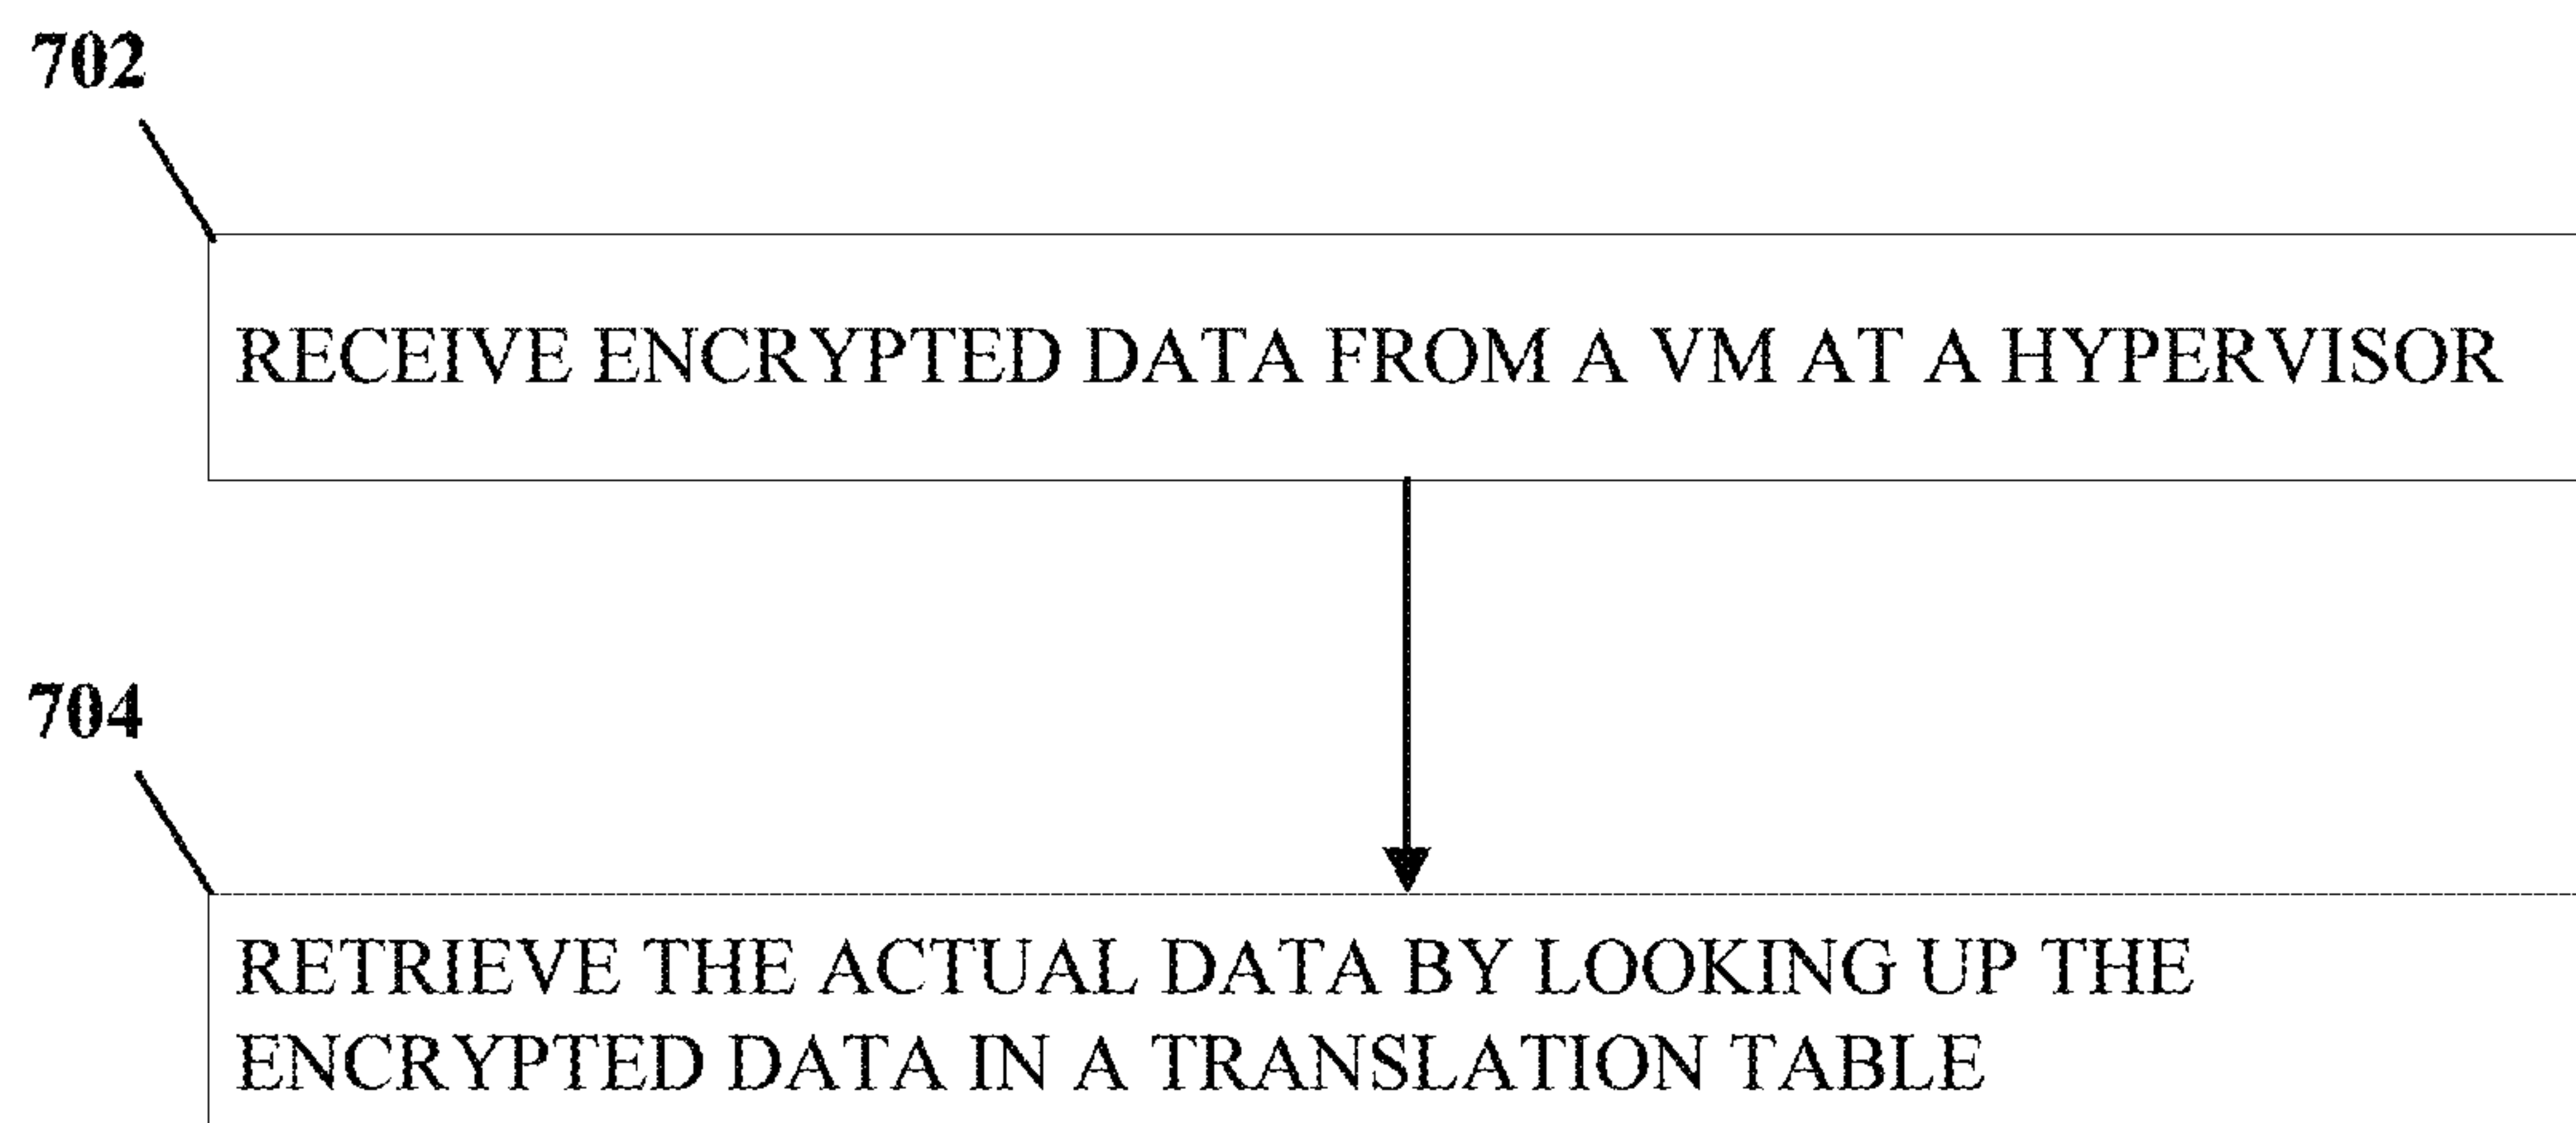 702
RECEIVE ENCRYPTED DATA FROM A VM AT A HYPERVISOR
704
RETRIEVE THE ACTUAL DATA BY LOOKING UP THE
ENCRYPTED DATA IN A TRANSLATION TABLE